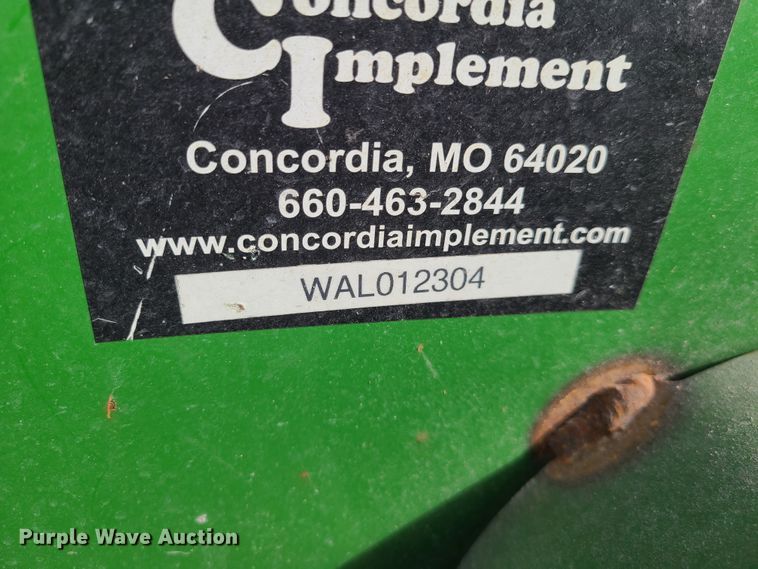 Concordia
Implement
Concordia, MO 64020
660-463-2844
www.concordiaimplement.com
WAL012304
Purple Wave Auction